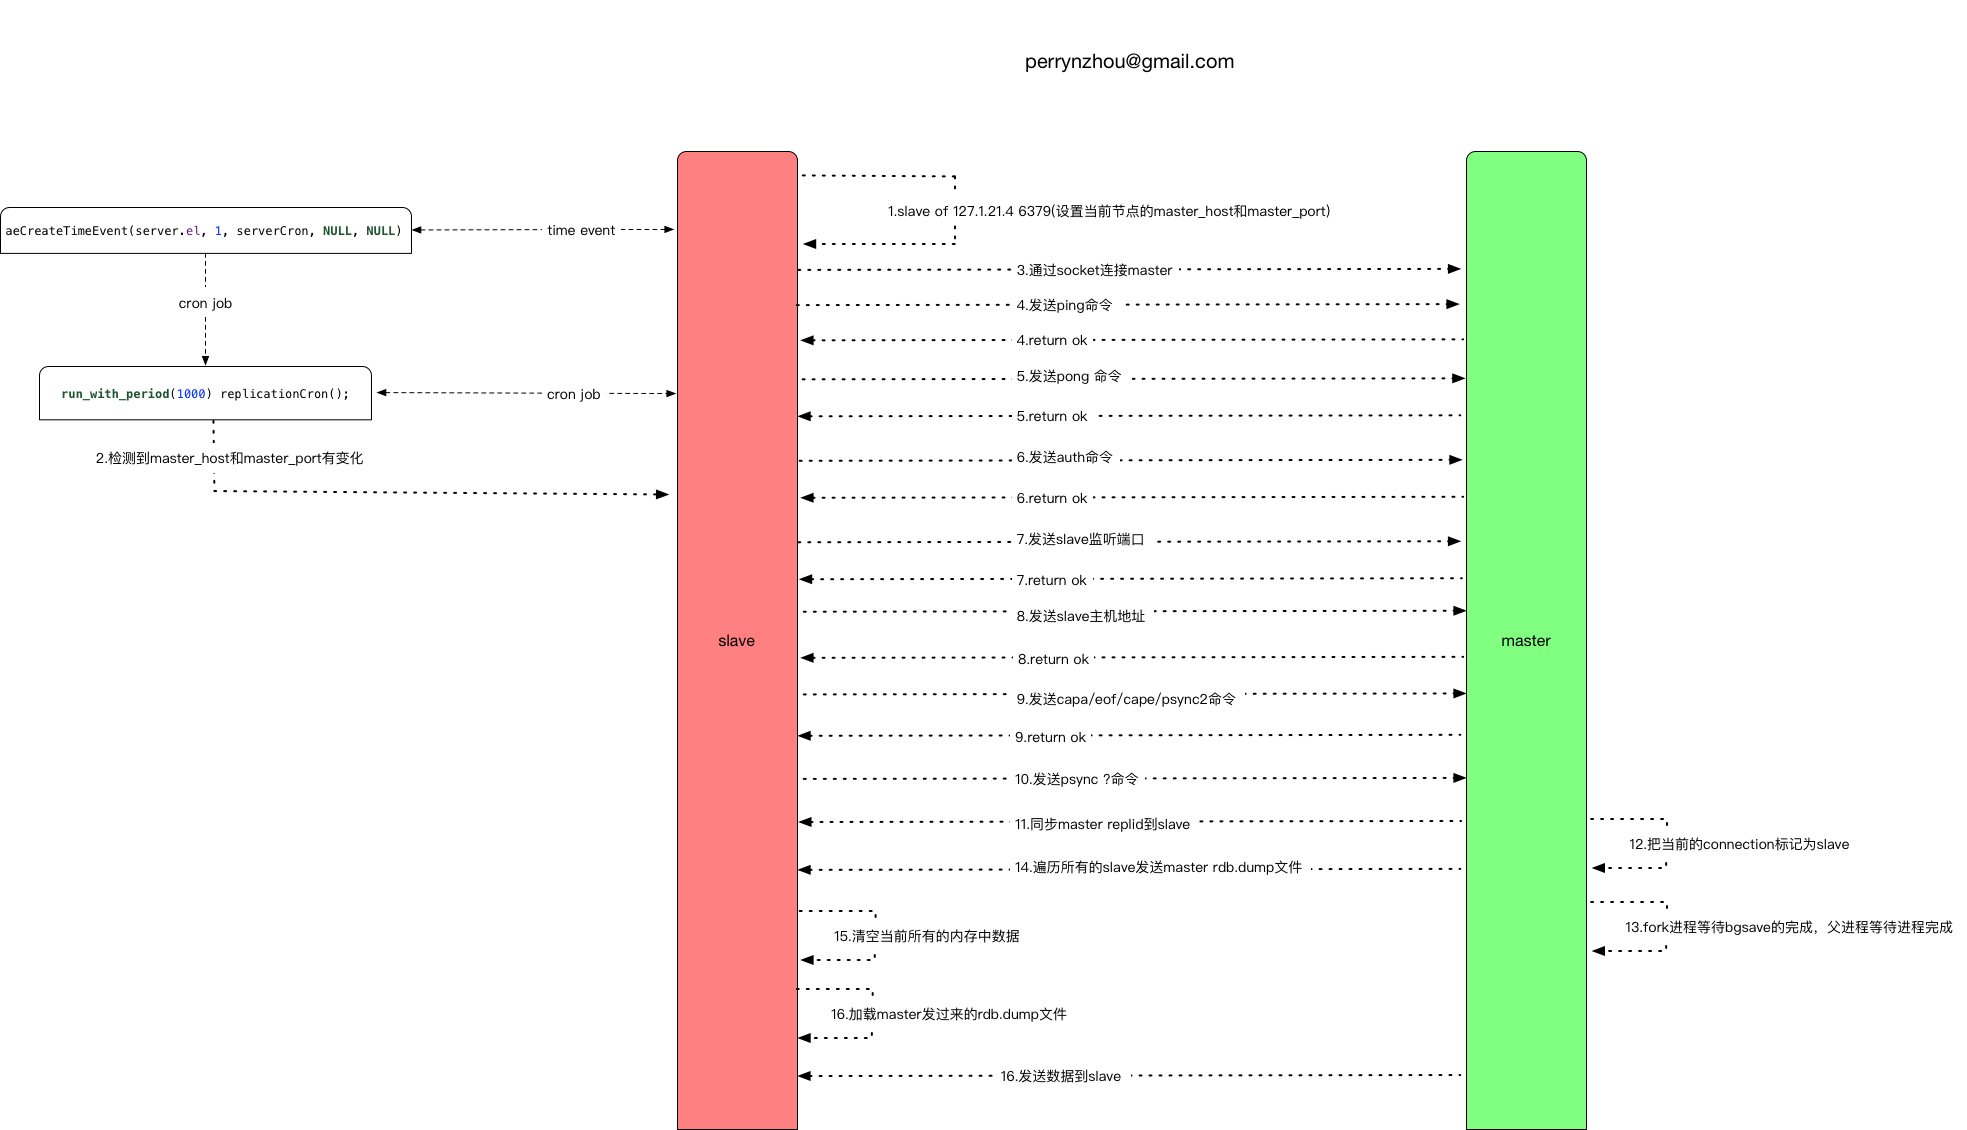 perrynzhou@gmail.com
1.slave of 127.1.21.4 6379(设置当前节点的master_host和master_port)
aeCreateTimeEvent(server.el, 1, serverCron, NULL, NULL)
time event
3.通过socket连接master
cron job
4.发送ping命令
4.return ok
5.发送pong 命令
run_with_period(1000) replicationCron();
cron job
5.return ok
2.检测到master_host和master_port有变化
6.发送auth命令
6.return ok
7.发送slave监听端口
7.return ok
8.发送slave主机地址
slave
master
8.return ok
9.发送capa/eof/cape/psync2命令
9.return ok
10.发送psync ?命令
11.同步master replid到slave
12.把当前的connection标记为slave
14.遍历所有的slave发送master rdb.dump文件
13.fork进程等待bgsave的完成，父进程等待进程完成
15.清空当前所有的内存中数据
16.加载master发过来的rdb.dump文件
16.发送数据到slave